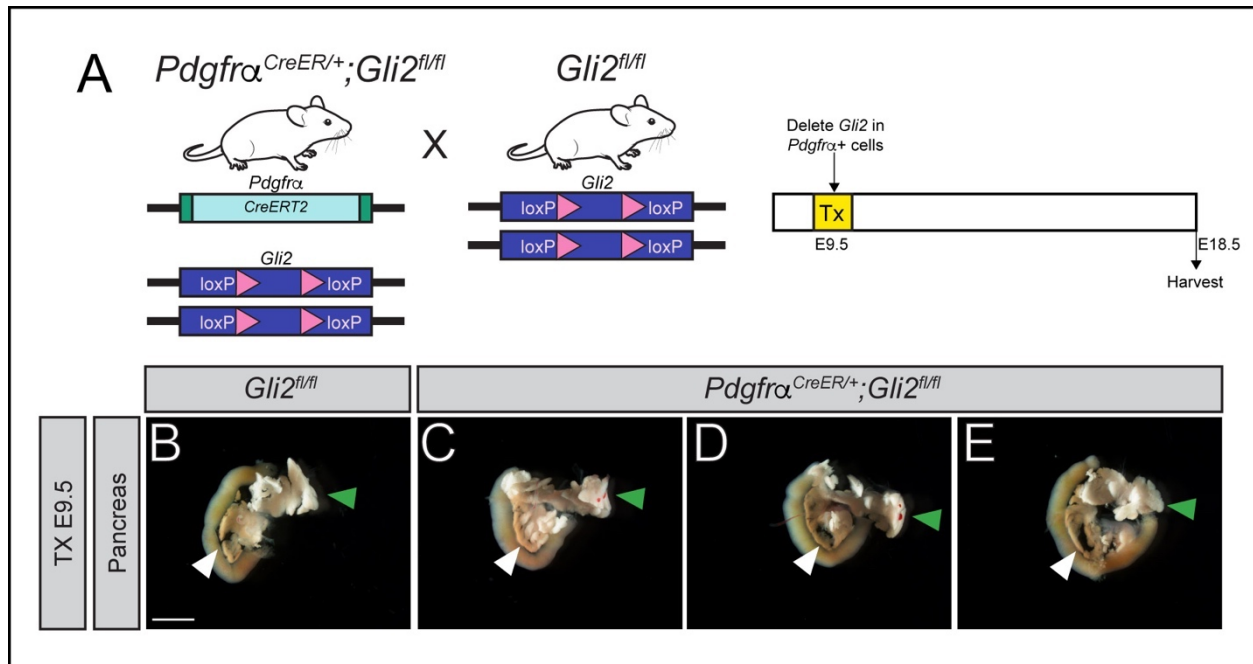 A
Pdgfrα^CreER/+;Gli2^fl/fl
X
Gli2^fl/fl
Pdgfrα
CreERT2
Gli2
loxP loxP
loxP loxP
Gli2
loxP loxP
loxP loxP
Delete Gli2 in
Pdgfrα+ cells
Tx
E9.5
E18.5
Harvest
Gli2^fl/fl
Pdgfrα^CreER/+;Gli2^fl/fl
TX E9.5
Pancreas
B
C
D
E